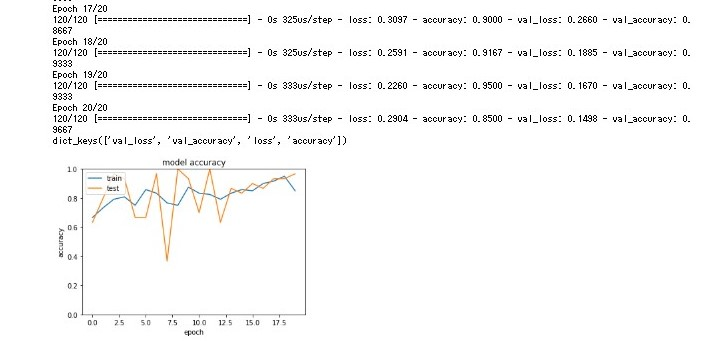 Epoch 17/20
120/120 [==============================] - 0s 325us/step - loss: 0.3097 - accuracy: 0.9000 - val_loss: 0.2660 - val_accuracy: 0.
8667
Epoch 18/20
120/120 [==============================] - 0s 325us/step - loss: 0.2591 - accuracy: 0.9167 - val_loss: 0.1885 - val_accuracy: 0.
9333
Epoch 19/20
120/120 [==============================] - 0s 333us/step - loss: 0.2260 - accuracy: 0.9500 - val_loss: 0.1670 - val_accuracy: 0.
9333
Epoch 20/20
120/120 [==============================] - 0s 333us/step - loss: 0.2904 - accuracy: 0.8500 - val_loss: 0.1498 - val_accuracy: 0.
9667
dict_keys(['val_loss', 'val_accuracy', 'loss', 'accuracy'])
model accuracy
train
test
accuracy
1.0
0.8
0.6
0.4
0.2
0.0
0.0 2.5 5.0 7.5 10.0 12.5 15.0 17.5
epoch